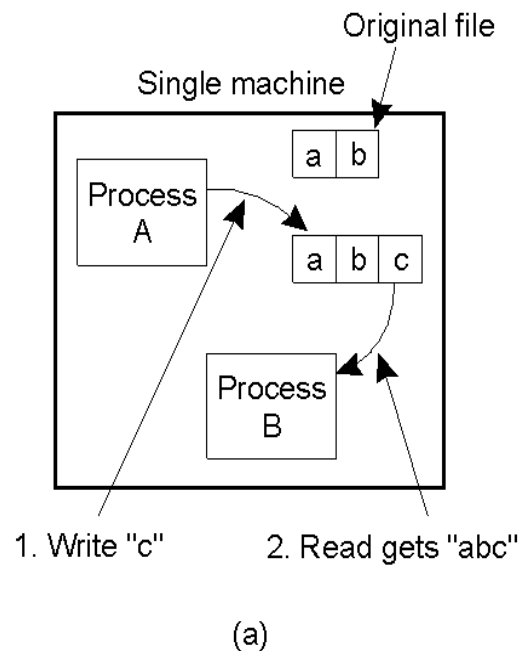 Original file
Single machine
a b
Process
A
a b c
Process
B
1. Write "c"
2. Read gets "abc"
(a)